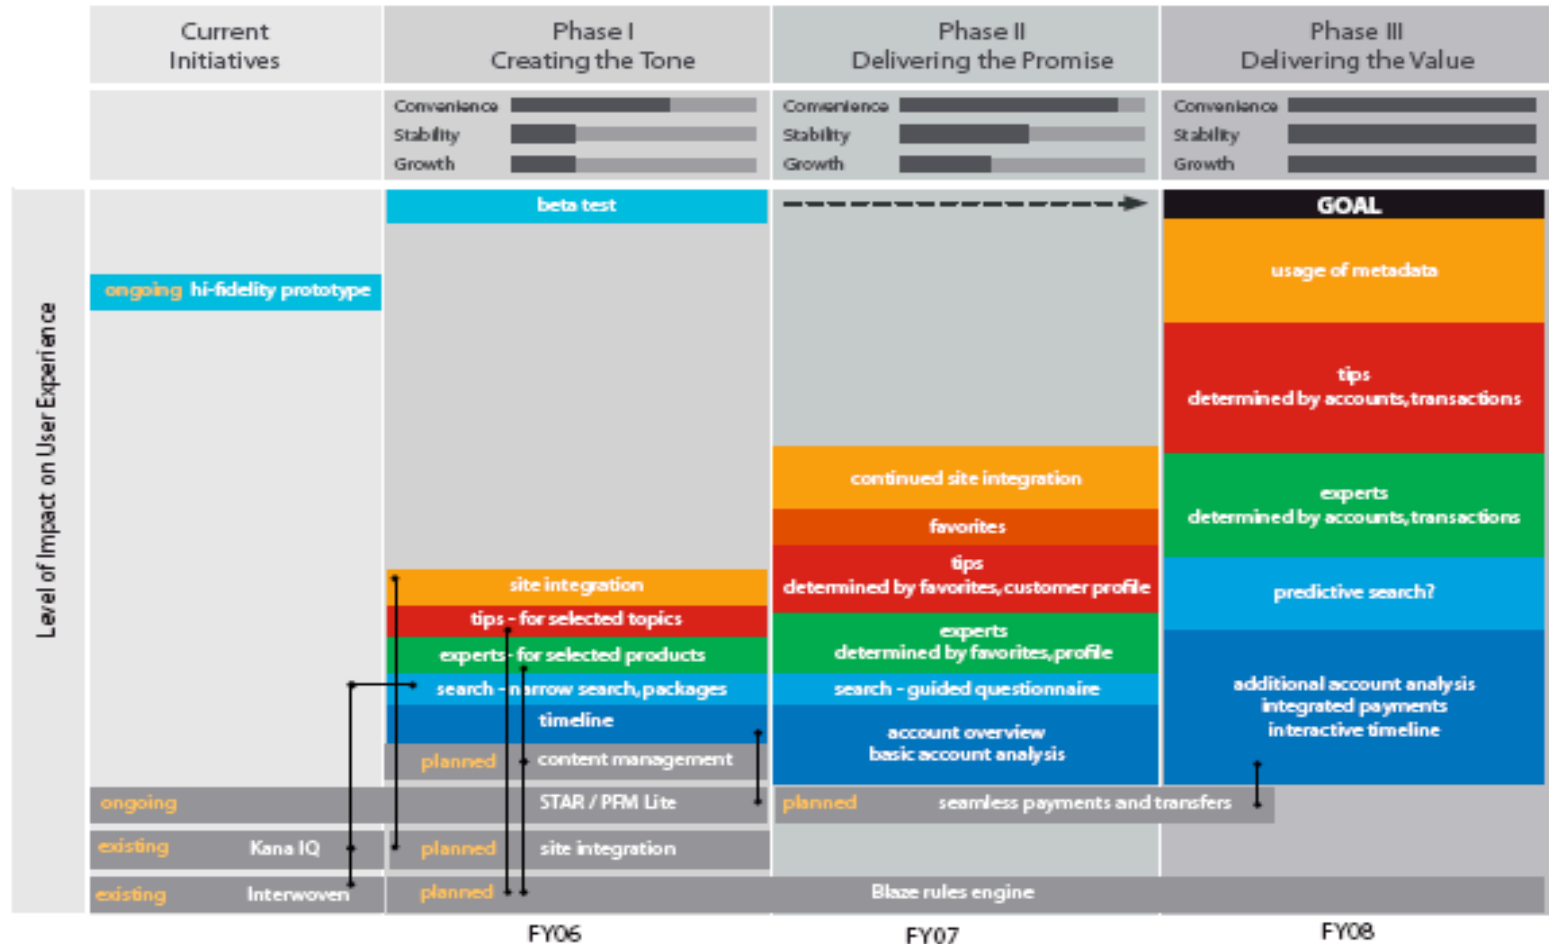 Current
Initiatives
Phase I
Creating the Tone
Phase II
Delivering the Promise
Phase III
Delivering the Value
Convenience
Stability
Growth
Convenience
Stability
Growth
Convenience
Stability
Growth
Level of Impact on User Experience
beta test
GOAL
usage of metadata
ongoing hi-fidelity prototype
tips
determined by accounts, transactions
continued site integration
experts
determined by accounts, transactions
favorites
tips
determined by favorites, customer profile
site integration
predictive search?
tips - for selected topics
experts
determined by favorites, profile
experts- for selected products
search - narrow search, packages
search - guided questionnaire
additional account analysis
integrated payments
interactive timeline
timeline
account overview
basic account analysis
planned content management
ongoing STAR / PFM Lite
planned seamless payments and transfers
existing Kana IQ
planned site integration
existing Interwoven
planned Blaze rules engine
FY06
FY07
FY08